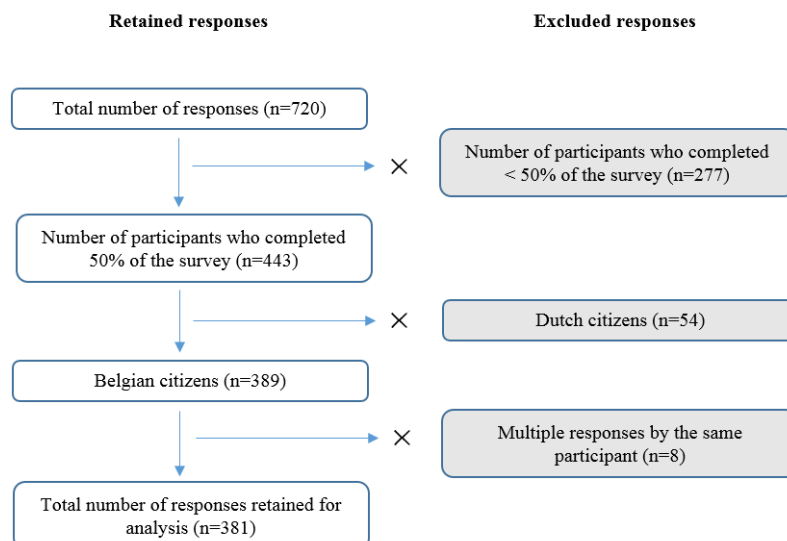 Retained responses
Excluded responses
Total number of responses (n=720)
Number of participants who completed
< 50% of the survey (n=277)
Number of participants who completed
50% of the survey (n=443)
Dutch citizens (n=54)
Belgian citizens (n=389)
Multiple responses by the same
participant (n=8)
Total number of responses retained for
analysis (n=381)